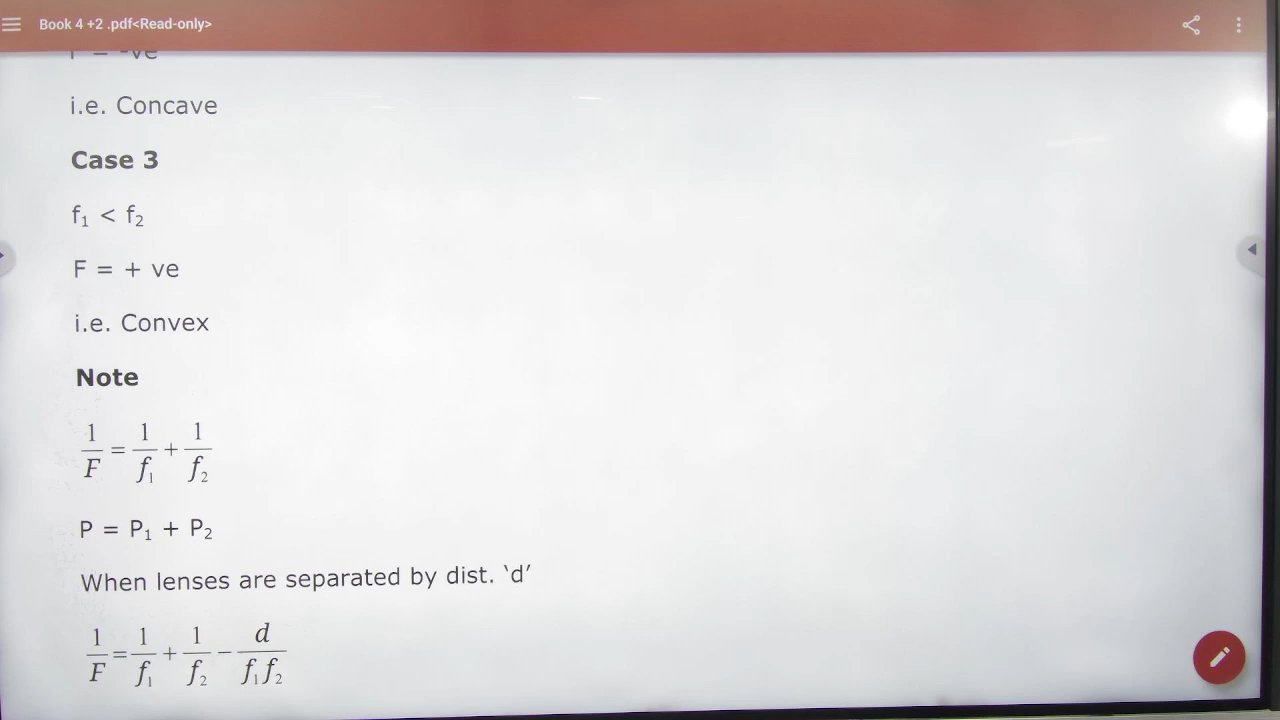 Book 4 +2 .pdf<Read-only>
F = -ve
i.e. Concave
Case 3
f₁ < f₂
F = + ve
i.e. Convex
Note
1/F = 1/f₁ + 1/f₂
P = P₁ + P₂
When lenses are separated by dist. ‘d’
1/F = 1/f₁ + 1/f₂ − d/f₁f₂